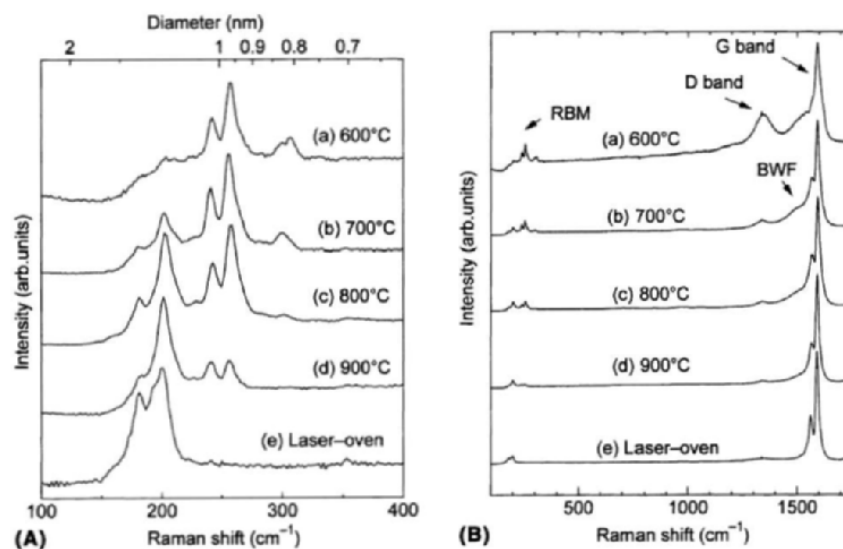 Diameter (nm)
2 1 0.9 0.8 0.7
(a) 600°C
(b) 700°C
(c) 800°C
(d) 900°C
(e) Laser–oven
Intensity (arb.units)
100 200 300 400
Raman shift (cm⁻¹)
(A)
G band
D band
RBM
(a) 600°C
BWF
(b) 700°C
(c) 800°C
(d) 900°C
(e) Laser–oven
Intensity (arb.units)
500 1000 1500
Raman shift (cm⁻¹)
(B)